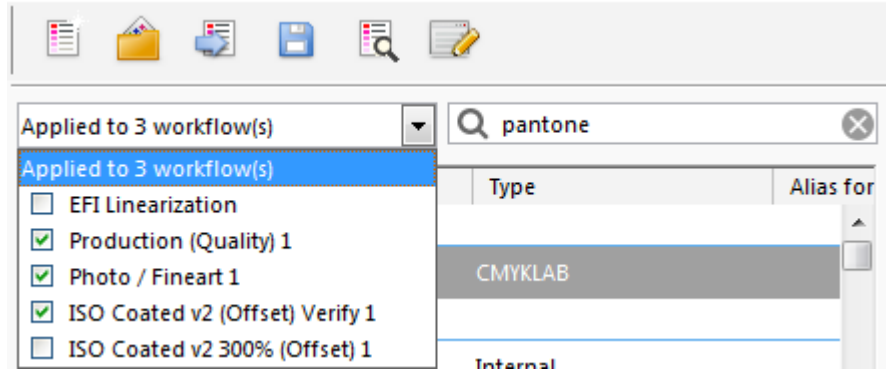 Applied to 3 workflow(s)
pantone
Applied to 3 workflow(s)
Type
Alias for
EFI Linearization
Production (Quality) 1
Photo / Fineart 1
CMYKLAB
ISO Coated v2 (Offset) Verify 1
ISO Coated v2 300% (Offset) 1
Internal